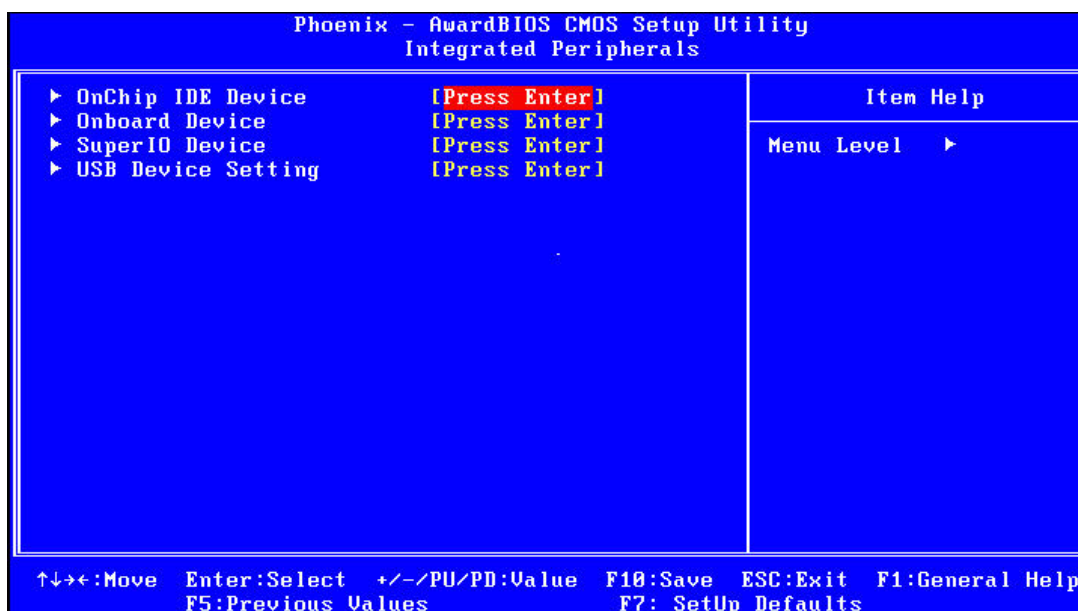 Phoenix - AwardBIOS CMOS Setup Utility
Integrated Peripherals
► OnChip IDE Device [Press Enter]
► Onboard Device [Press Enter]
► SuperIO Device [Press Enter]
► USB Device Setting [Press Enter]
Item Help
Menu Level ►
↑↓→←:Move Enter:Select +/-/PU/PD:Value F10:Save ESC:Exit F1:General Help
F5:Previous Values F7: SetUp Defaults